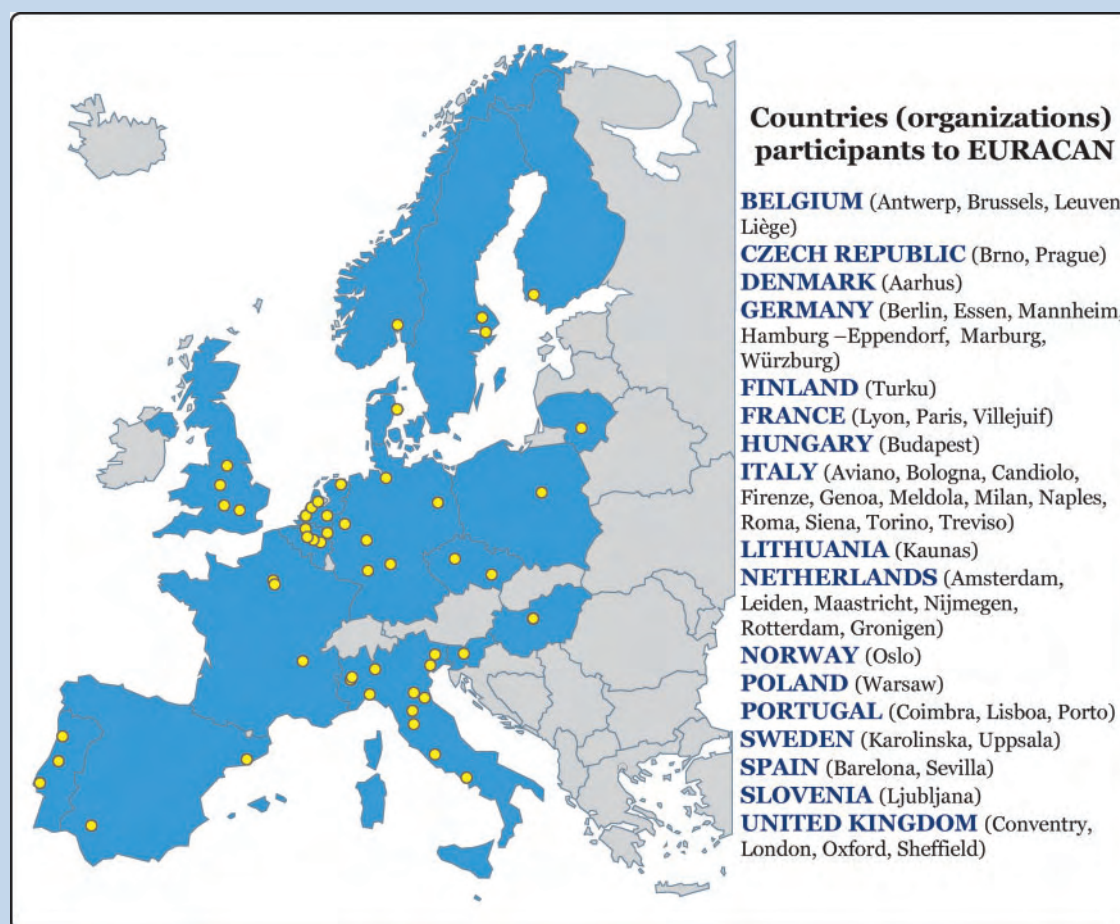 Countries (organizations)
participants to EURACAN
BELGIUM (Antwerp, Brussels, Leuven
Liège)
CZECH REPUBLIC (Brno, Prague)
DENMARK (Aarhus)
GERMANY (Berlin, Essen, Mannheim,
Hamburg –Eppendorf, Marburg,
Würzburg)
FINLAND (Turku)
FRANCE (Lyon, Paris, Villejuif)
HUNGARY (Budapest)
ITALY (Aviano, Bologna, Candiolo,
Firenze, Genoa, Meldola, Milan, Naples,
Roma, Siena, Torino, Treviso)
LITHUANIA (Kaunas)
NETHERLANDS (Amsterdam,
Leiden, Maastricht, Nijmegen,
Rotterdam, Gronigen)
NORWAY (Oslo)
POLAND (Warsaw)
PORTUGAL (Coimbra, Lisboa, Porto)
SWEDEN (Karolinska, Uppsala)
SPAIN (Barelona, Sevilla)
SLOVENIA (Ljubljana)
UNITED KINGDOM (Conventry,
London, Oxford, Sheffield)